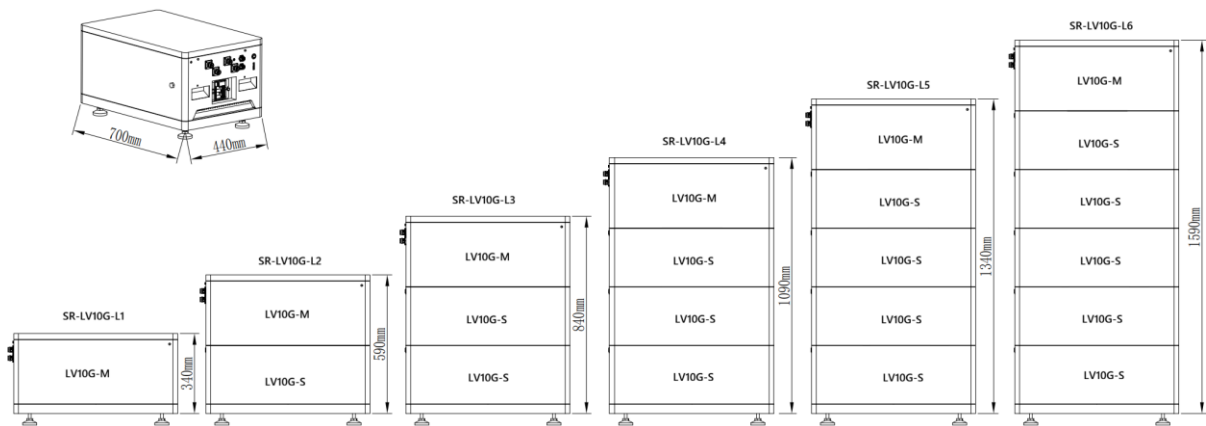 700mm
440mm
SR-LV10G-L1
LV10G-M
340mm
SR-LV10G-L2
LV10G-M
LV10G-S
590mm
SR-LV10G-L3
LV10G-M
LV10G-S
LV10G-S
840mm
SR-LV10G-L4
LV10G-M
LV10G-S
LV10G-S
LV10G-S
1090mm
SR-LV10G-L5
LV10G-M
LV10G-S
LV10G-S
LV10G-S
LV10G-S
1340mm
SR-LV10G-L6
LV10G-M
LV10G-S
LV10G-S
LV10G-S
LV10G-S
LV10G-S
1590mm